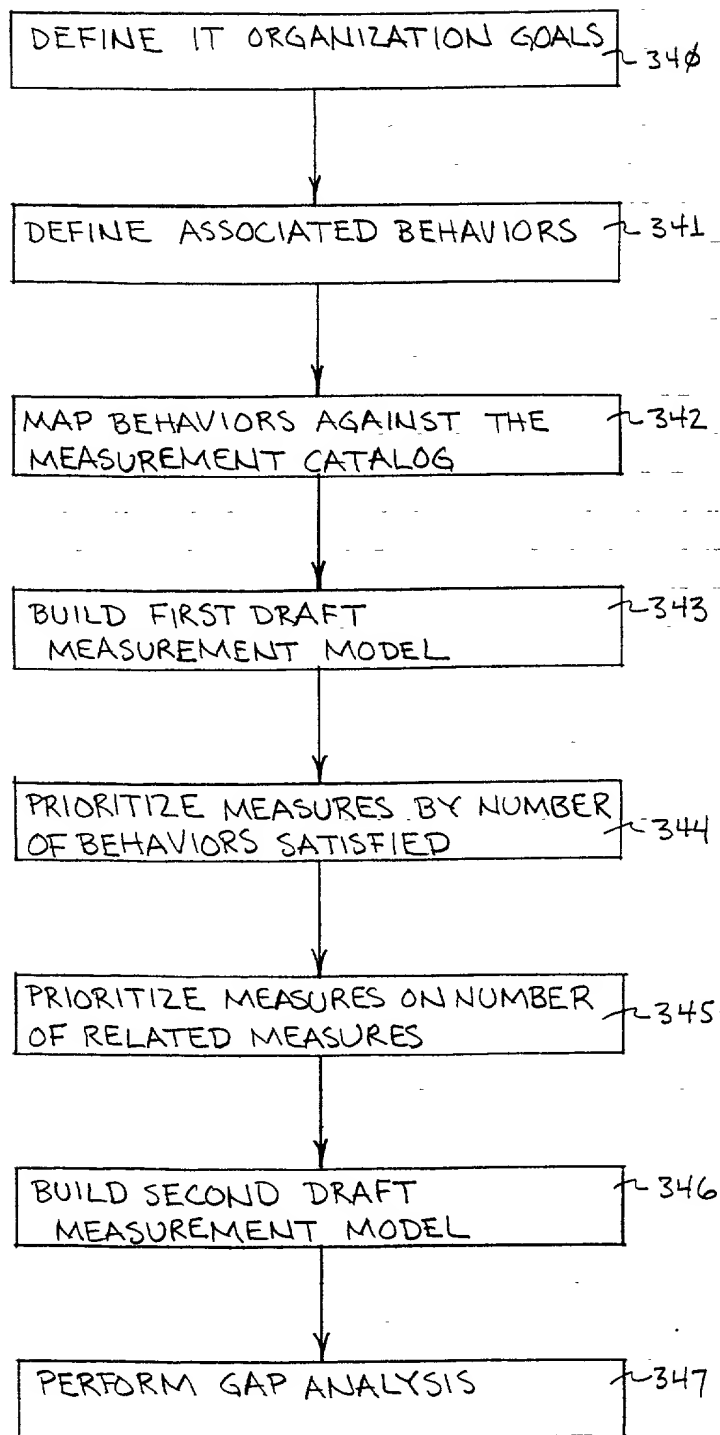 DEFINE IT ORGANIZATION GOALS
340
DEFINE ASSOCIATED BEHAVIORS
341
MAP BEHAVIORS AGAINST THE
MEASUREMENT CATALOG
342
BUILD FIRST DRAFT
MEASUREMENT MODEL
343
PRIORITIZE MEASURES BY NUMBER
OF BEHAVIORS SATISFIED
344
PRIORITIZE MEASURES ON NUMBER
OF RELATED MEASURES
345
BUILD SECOND DRAFT
MEASUREMENT MODEL
346
PERFORM GAP ANALYSIS
347